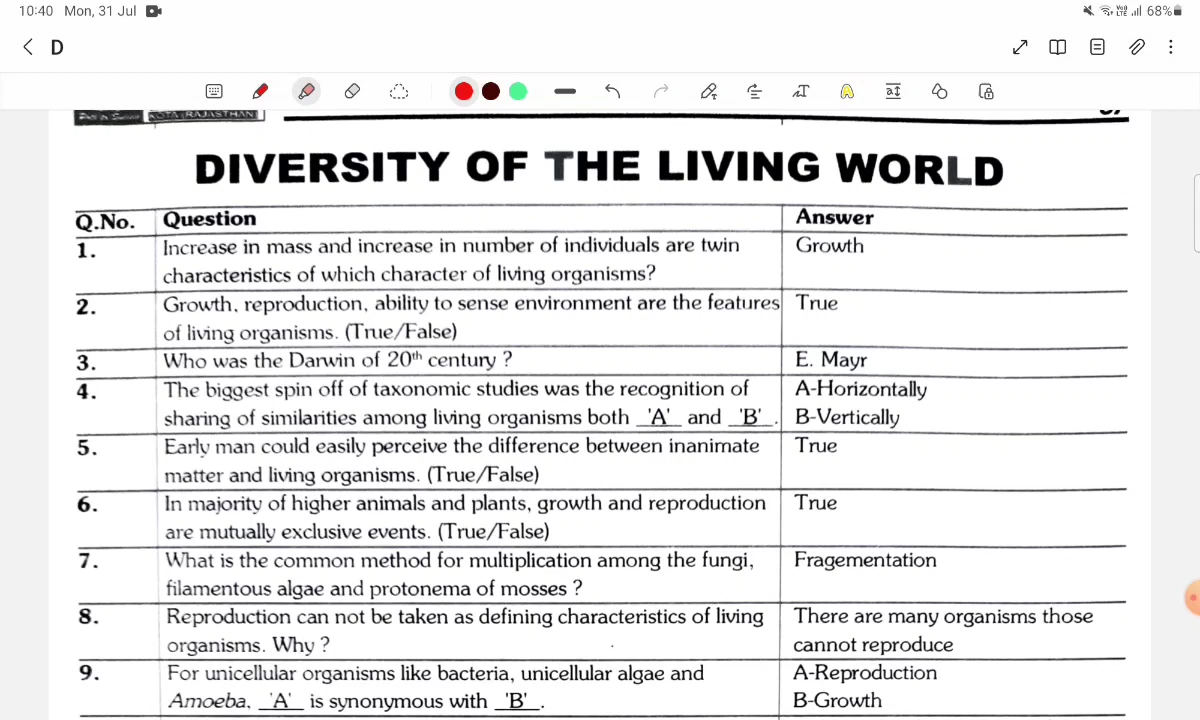 10:40 Mon, 31 Jul 68%
D
KOTA (RAJASTHAN)
DIVERSITY OF THE LIVING WORLD
Q.No. Question Answer
1. Increase in mass and increase in number of individuals are twin Growth
characteristics of which character of living organisms?
2. Growth, reproduction, ability to sense environment are the features True
of living organisms. (True/False)
3. Who was the Darwin of 20th century ? E. Mayr
4. The biggest spin off of taxonomic studies was the recognition of A-Horizontally
sharing of similarities among living organisms both 'A' and 'B'. B-Vertically
5. Early man could easily perceive the difference between inanimate True
matter and living organisms. (True/False)
6. In majority of higher animals and plants, growth and reproduction True
are mutually exclusive events. (True/False)
7. What is the common method for multiplication among the fungi, Fragementation
filamentous algae and protonema of mosses ?
8. Reproduction can not be taken as defining characteristics of living There are many organisms those
organisms. Why ? cannot reproduce
9. For unicellular organisms like bacteria, unicellular algae and A-Reproduction
Amoeba, 'A' is synonymous with 'B'. B-Growth